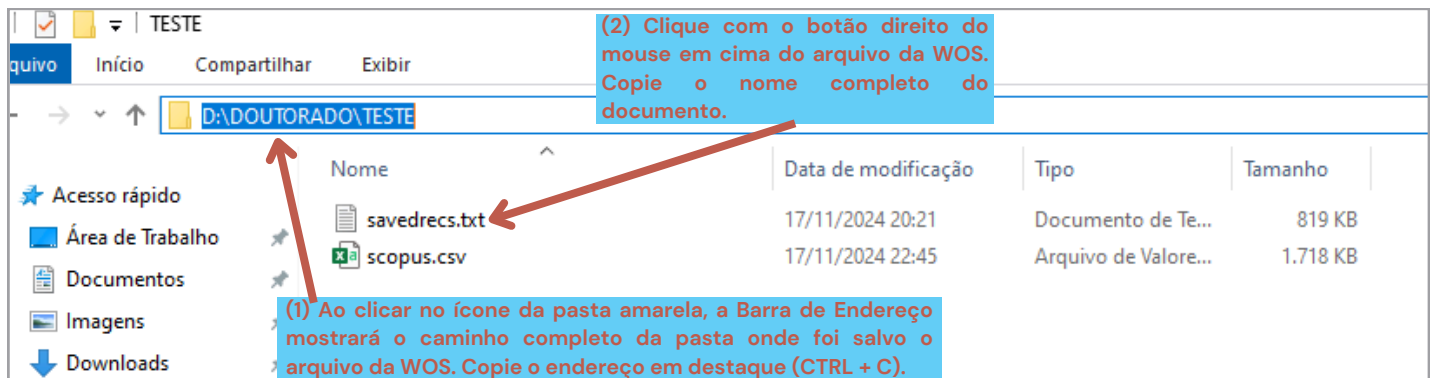 TESTE
(2) Clique com o botão direito do
mouse em cima do arquivo da WOS.
Copie o nome completo do
documento.
quivo Início Compartilhar Exibir
D:\DOUTORADO\TESTE
Nome Data de modificação Tipo Tamanho
Acesso rápido
savedrecs.txt 17/11/2024 20:21 Documento de Te... 819 KB
Área de Trabalho
scopus.csv 17/11/2024 22:45 Arquivo de Valore... 1.718 KB
Documentos
(1) Ao clicar no ícone da pasta amarela, a Barra de Endereço
mostrará o caminho completo da pasta onde foi salvo o
arquivo da WOS. Copie o endereço em destaque (CTRL + C).
Imagens
Downloads